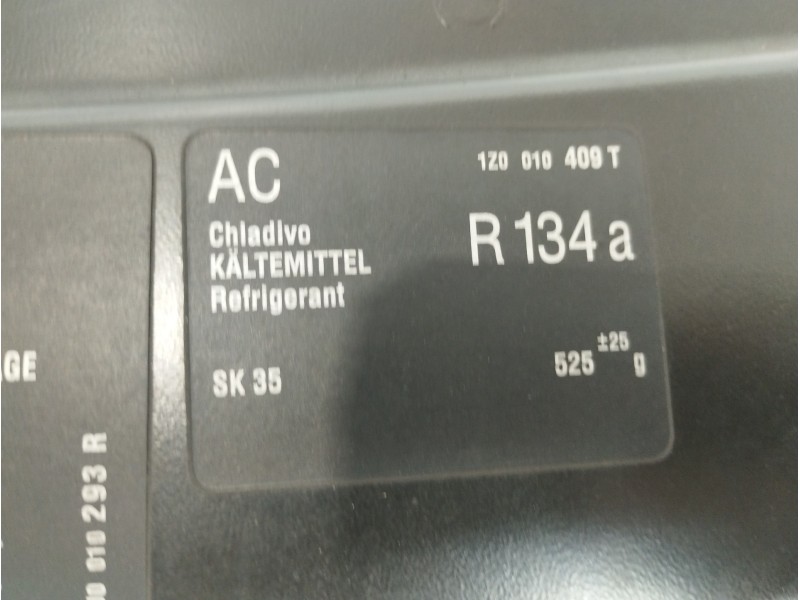 AC
1Z0 010 409 T
Chladivo
KÄLTEMITTEL
Refrigerant
R 134 a
SK 35
525 ±25 g
GE
010 293 R